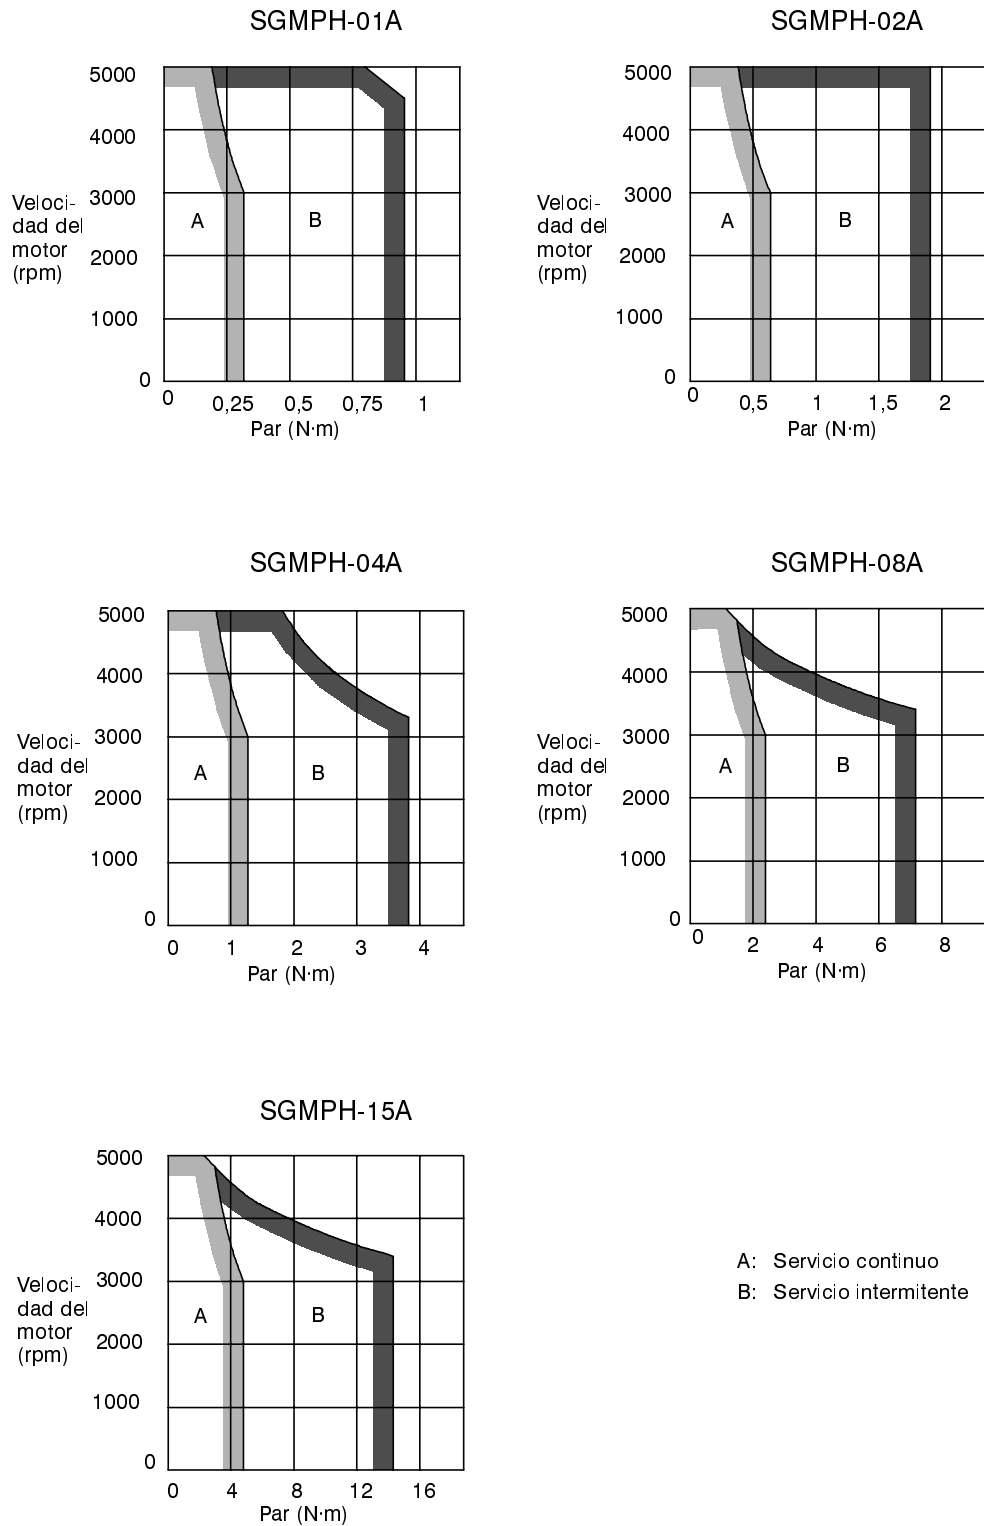 SGMPH-01A
5000
4000
3000
2000
1000
0
Veloci-
dad del
motor
(rpm)
A
B
0
0,25
0,5
0,75
1
Par (N·m)
SGMPH-02A
5000
4000
3000
2000
1000
0
Veloci-
dad del
motor
(rpm)
A
B
0
0,5
1
1,5
2
Par (N·m)
SGMPH-04A
5000
4000
3000
2000
1000
0
Veloci-
dad del
motor
(rpm)
A
B
0
1
2
3
4
Par (N·m)
SGMPH-08A
5000
4000
3000
2000
1000
0
Veloci-
dad del
motor
(rpm)
A
B
0
2
4
6
8
Par (N·m)
SGMPH-15A
5000
4000
3000
2000
1000
0
Veloci-
dad del
motor
(rpm)
A
B
0
4
8
12
16
Par (N·m)
A: Servicio continuo
B: Servicio intermitente